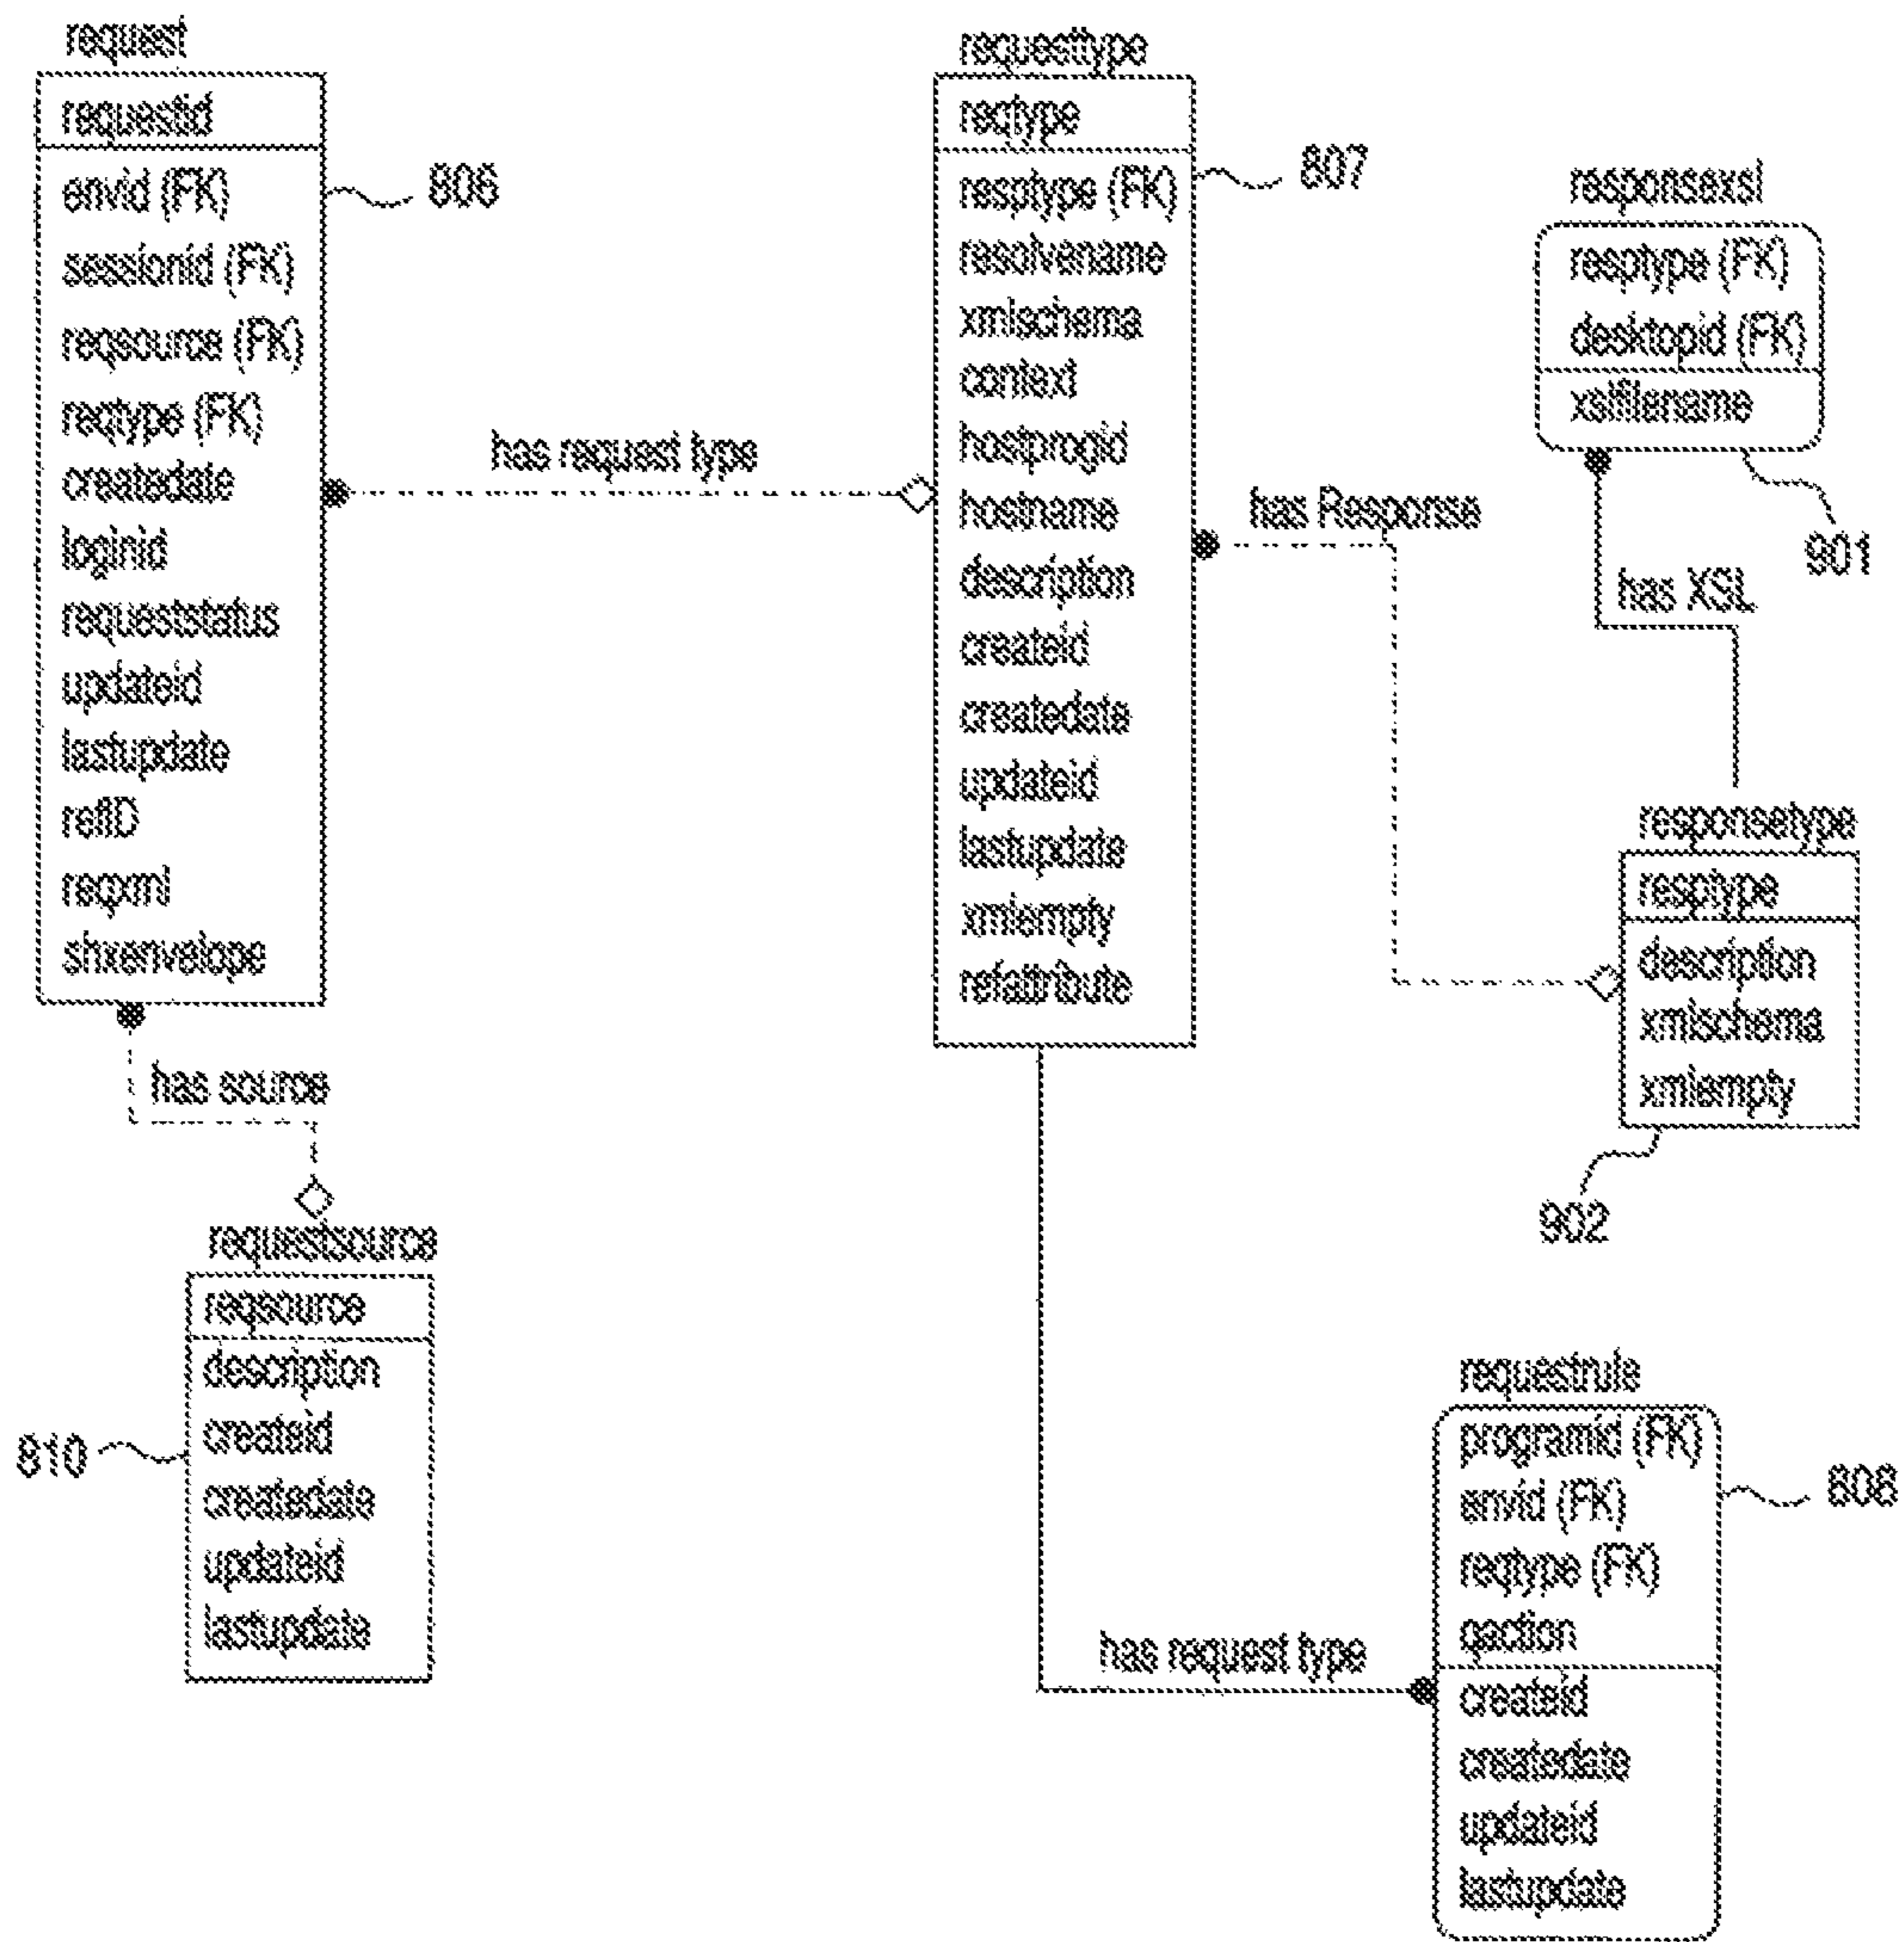 request
requestid
envid (FK)
sessionid (FK)
reqsource (FK)
reqtype (FK)
createdate
loginid
requeststatus
updateid
lastupdate
refID
reqxml
shxenvelope
806
has request type
has source
requestsource
reqsource
description
createid
createdate
updateid
lastupdate
810
requesttype
reqtype
resptype (FK)
resolvename
xmlschema
context
hostprogid
hostname
description
createid
createdate
updateid
lastupdate
xmlempty
refattribute
807
has Response
responsexsl
resptype (FK)
desktopid (FK)
xslfilename
901
has XSL
responsetype
resptype
description
xmlschema
xmlempty
902
has request type
requestrule
programid (FK)
envid (FK)
reqtype (FK)
qaction
createid
createdate
updateid
lastupdate
808